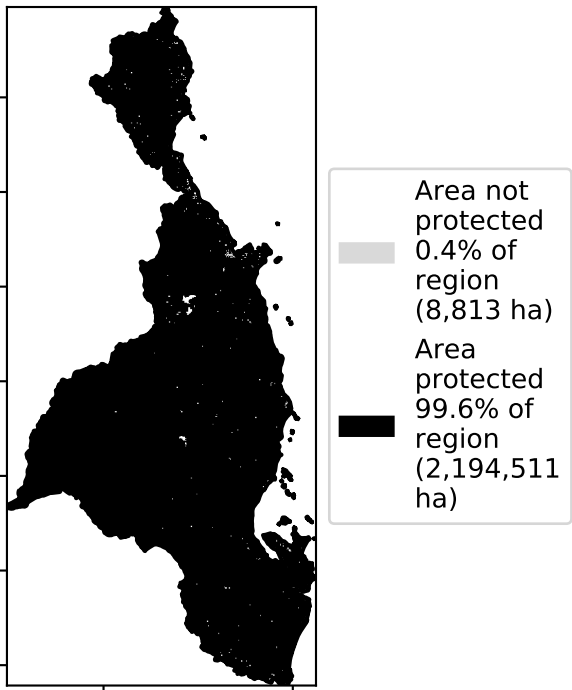 Area not
protected
0.4% of
region
(8,813 ha)
Area
protected
99.6% of
region
(2,194,511
ha)